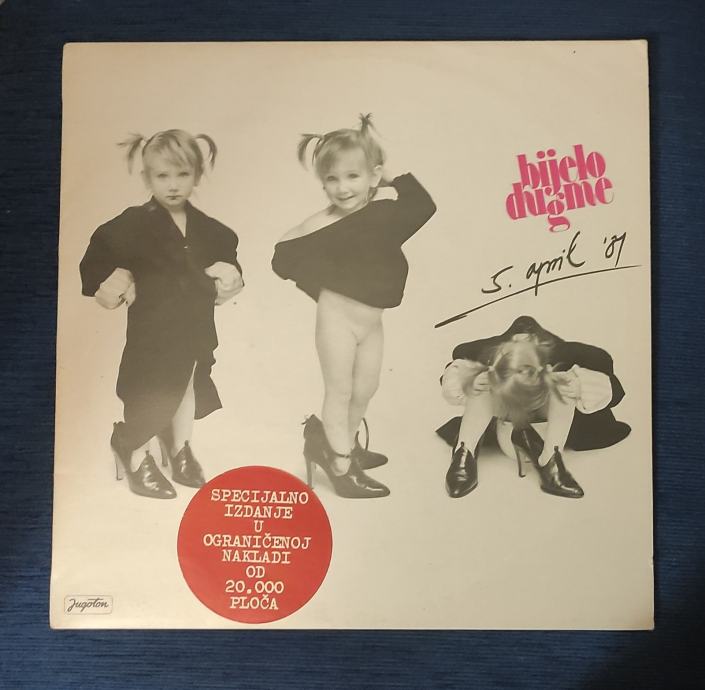 bijelo
dugme
5. april '81
SPECIJALNO
IZDANJE
U
OGRANIČENOJ
NAKLADI
OD
20.000
PLOČA
Jugoton